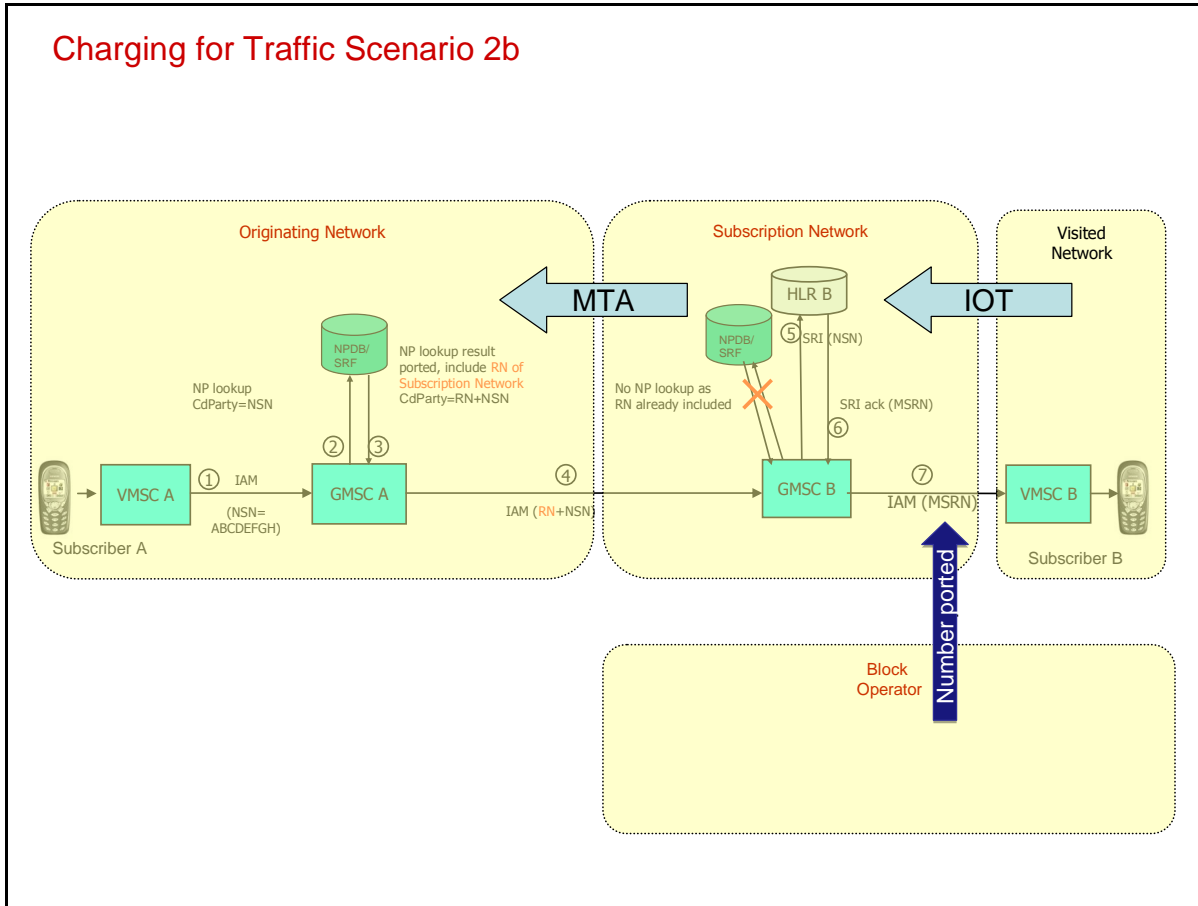 Charging for Traffic Scenario 2b
Originating Network
Subscription Network
Visited
Network
MTA
IOT
HLR B
NPDB/
SRF
NP lookup result
ported, include RN of
Subscription Network
CdParty=RN+NSN
NP lookup
CdParty=NSN
NPDB/
SRF
No NP lookup as
RN already included
5
SRI (NSN)
SRI ack (MSRN)
6
2
3
1
IAM
(NSN=
ABCDEFGH)
VMSC A
GMSC A
4
IAM (RN+NSN)
GMSC B
7
IAM (MSRN)
VMSC B
Subscriber A
Subscriber B
Number ported
Block
Operator